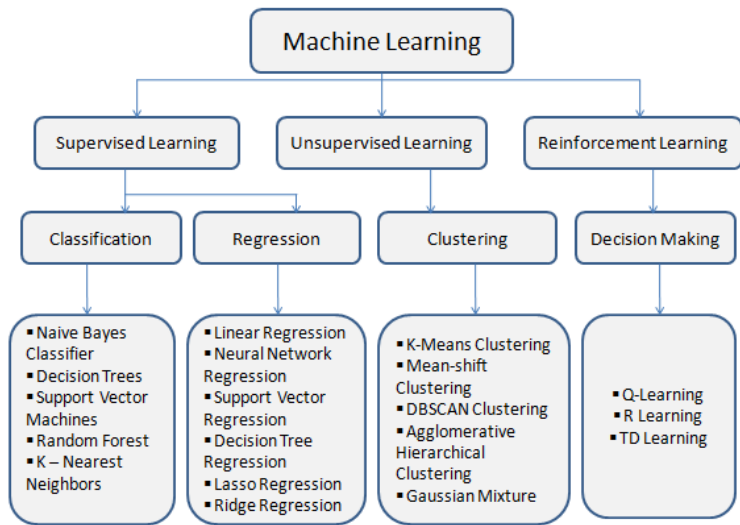 Machine Learning
Supervised Learning
Unsupervised Learning
Reinforcement Learning
Classification
Regression
Clustering
Decision Making
▪ Naive Bayes
Classifier
▪ Decision Trees
▪ Support Vector
Machines
▪ Random Forest
▪ K – Nearest
Neighbors
▪ Linear Regression
▪ Neural Network
Regression
▪ Support Vector
Regression
▪ Decision Tree
Regression
▪ Lasso Regression
▪ Ridge Regression
▪ K-Means Clustering
▪ Mean-shift
Clustering
▪ DBSCAN Clustering
▪ Agglomerative
Hierarchical
Clustering
▪ Gaussian Mixture
▪ Q-Learning
▪ R Learning
▪ TD Learning